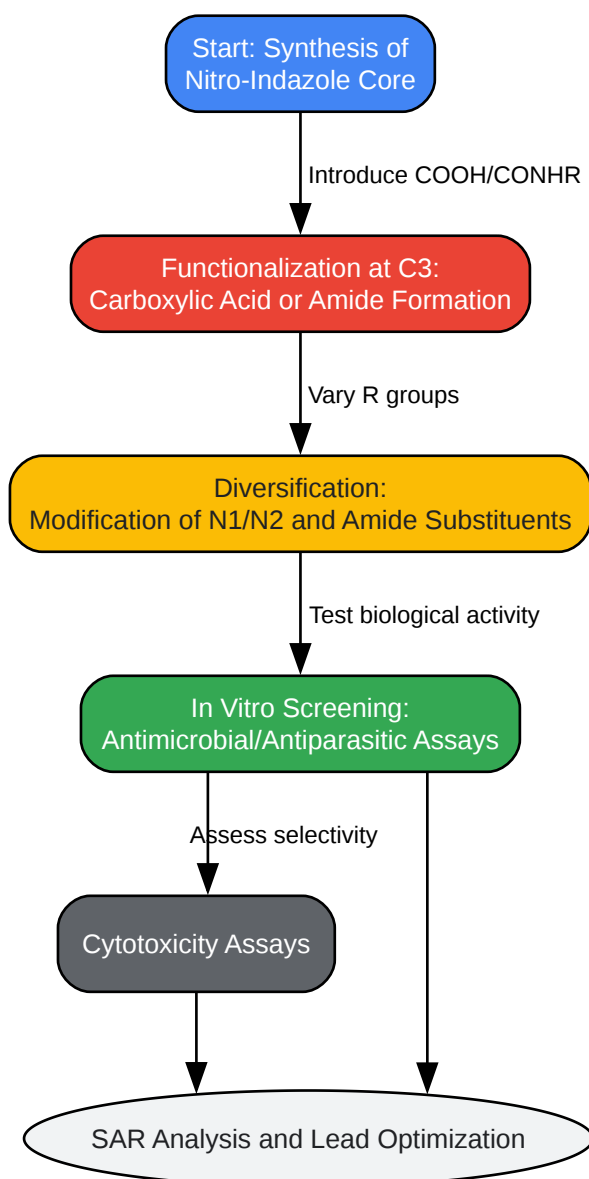 Start: Synthesis of
Nitro-Indazole Core
Introduce COOH/CONHR
Functionalization at C3:
Carboxylic Acid or Amide Formation
Vary R groups
Diversification:
Modification of N1/N2 and Amide Substituents
Test biological activity
In Vitro Screening:
Antimicrobial/Antiparasitic Assays
Assess selectivity
Cytotoxicity Assays
SAR Analysis and Lead Optimization